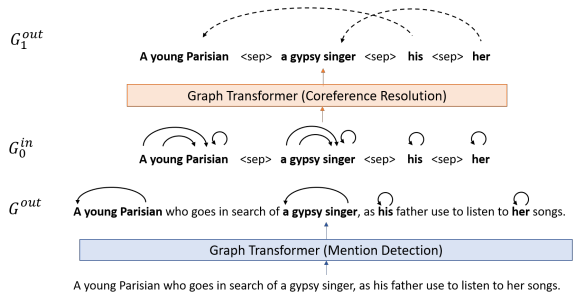 G_1^{out}
A young Parisian <sep> a gypsy singer <sep> his <sep> her
Graph Transformer (Coreference Resolution)
G_0^{in}
A young Parisian <sep> a gypsy singer <sep> his <sep> her
G^{out}
A young Parisian who goes in search of a gypsy singer, as his father use to listen to her songs.
Graph Transformer (Mention Detection)
A young Parisian who goes in search of a gypsy singer, as his father use to listen to her songs.